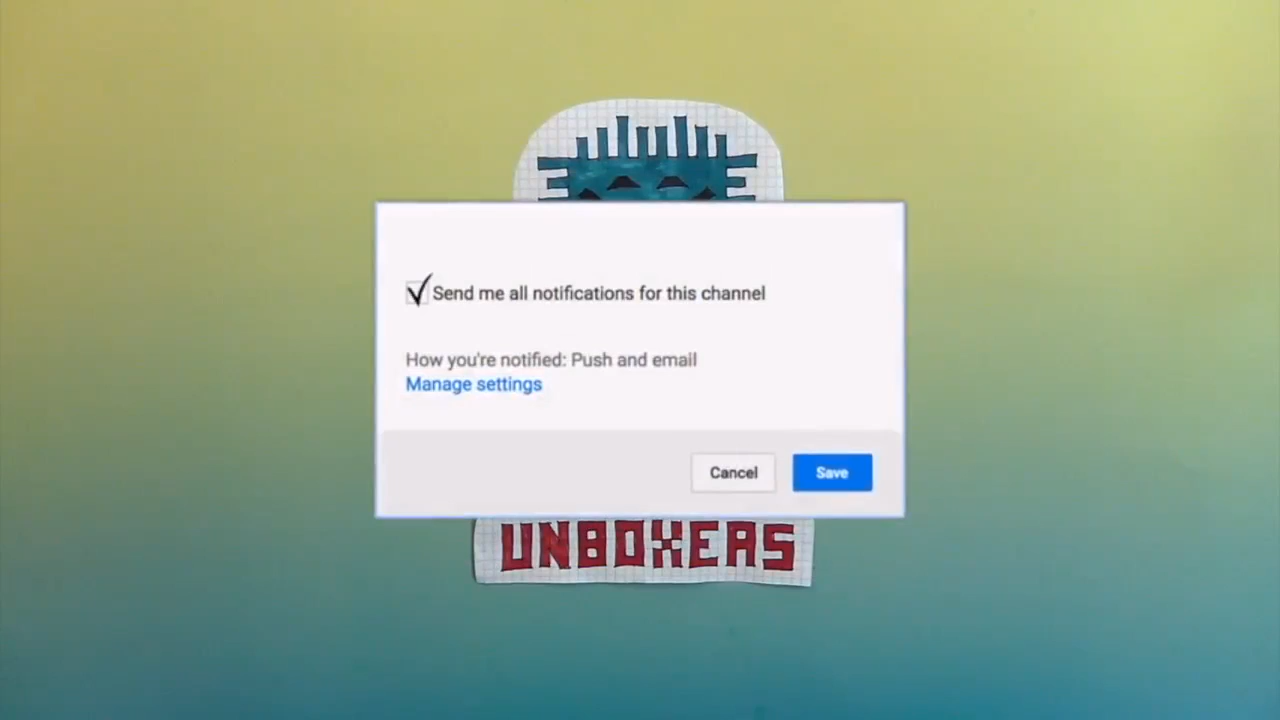 Send me all notifications for this channel
How you're notified: Push and email
Manage settings
Cancel
Save
UNBOXERS